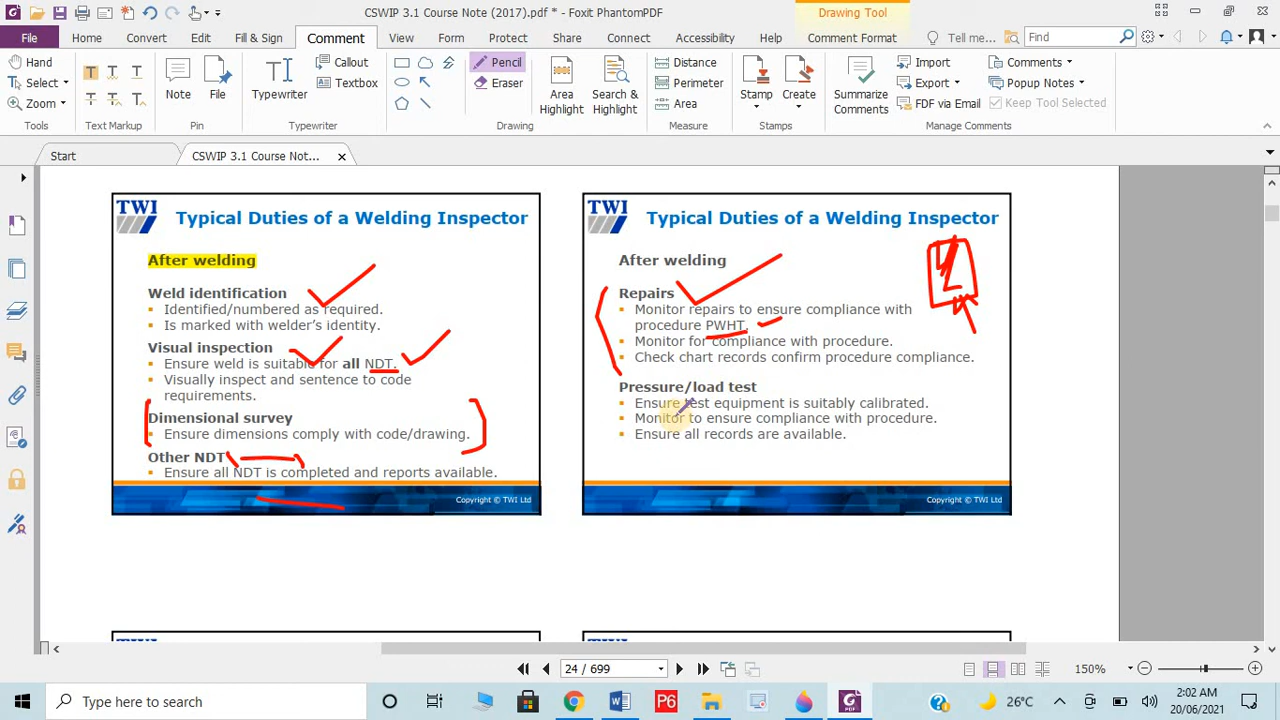 CSWIP 3.1 Course Note (2017).pdf * - Foxit PhantomPDF
Drawing Tool
File
Home
Convert
Edit
Fill & Sign
Comment
View
Form
Protect
Share
Connect
Accessibility
Help
Comment Format
Tell me...
Find
Hand
Select
Zoom
Tools
T T T
T T T
Text Markup
Note
File
Pin
Typewriter
Callout
Textbox
Typewriter
Pencil
Eraser
Drawing
Area Highlight
Search & Highlight
Distance
Perimeter
Area
Measure
Stamp
Create
Stamps
Summarize Comments
Import
Export
FDF via Email
Comments
Popup Notes
Keep Tool Selected
Manage Comments
Start
CSWIP 3.1 Course Not...
TWI
Typical Duties of a Welding Inspector
After welding
Weld identification
Identified/numbered as required.
Is marked with welder's identity.
Visual inspection
Ensure weld is suitable for all NDT.
Visually inspect and sentence to code
requirements.
Dimensional survey
Ensure dimensions comply with code/drawing.
Other NDT
Ensure all NDT is completed and reports available.
Copyright © TWI Ltd
TWI
Typical Duties of a Welding Inspector
After welding
Repairs
Monitor repairs to ensure compliance with
procedure PWHT.
Monitor for compliance with procedure.
Check chart records confirm procedure compliance.
Pressure/load test
Ensure test equipment is suitably calibrated.
Monitor to ensure compliance with procedure.
Ensure all records are available.
Copyright © TWI Ltd
24 / 699
150%
Type here to search
P6
26°C
2:02 AM
20/06/2021